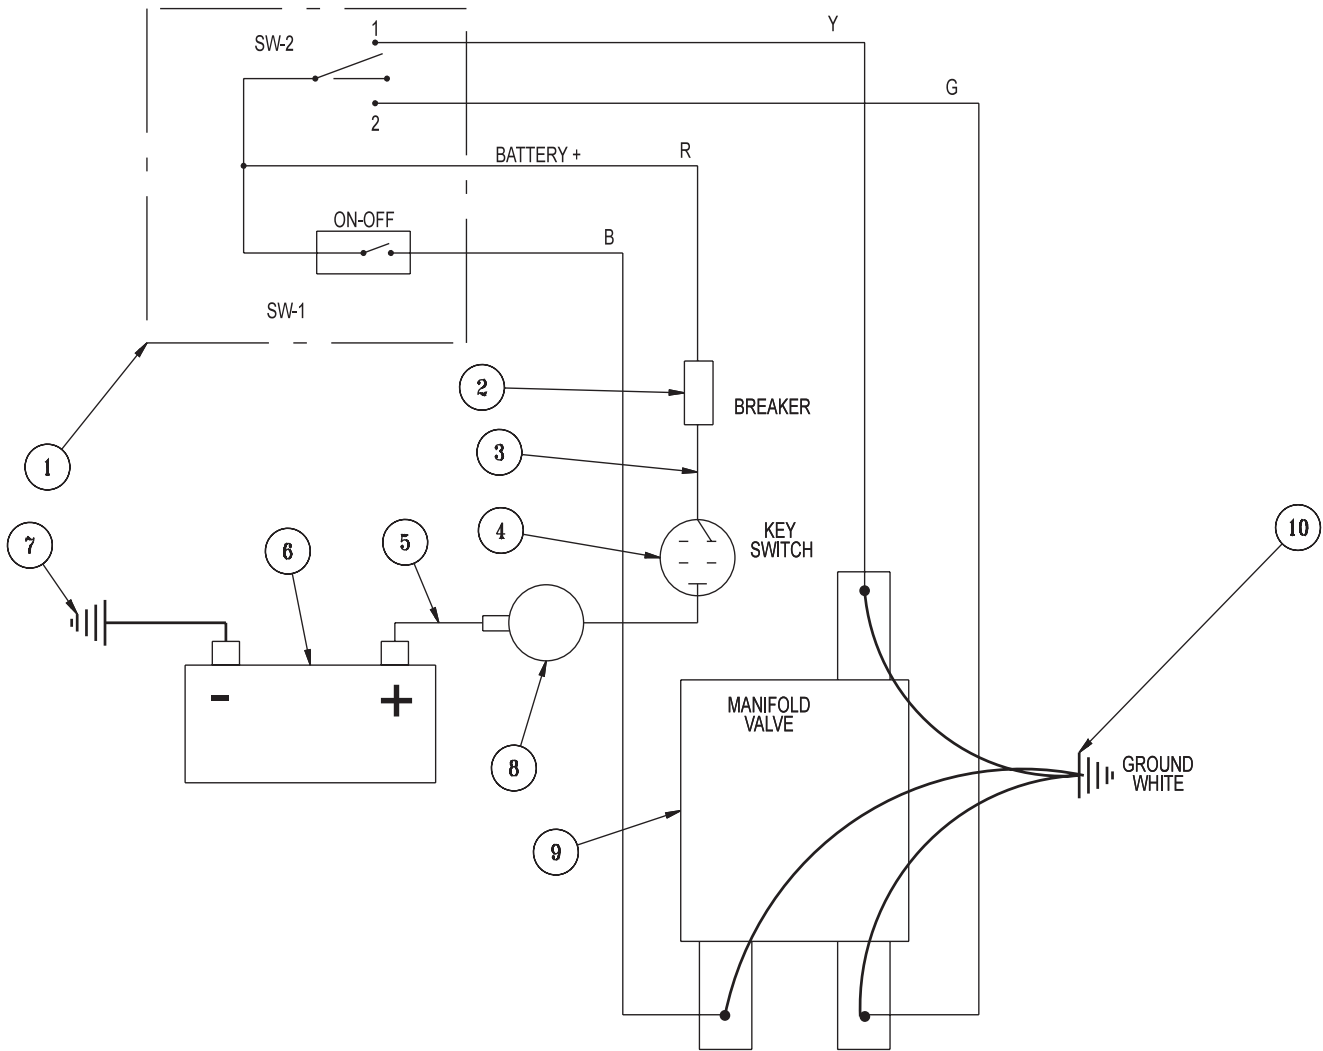 1
Y
SW-2
G
2
BATTERY +
R
ON-OFF
B
SW-1
2
BREAKER
3
1
4
KEY
SWITCH
10
7
6
5
-
+
MANIFOLD
VALVE
8
GROUND
WHITE
9